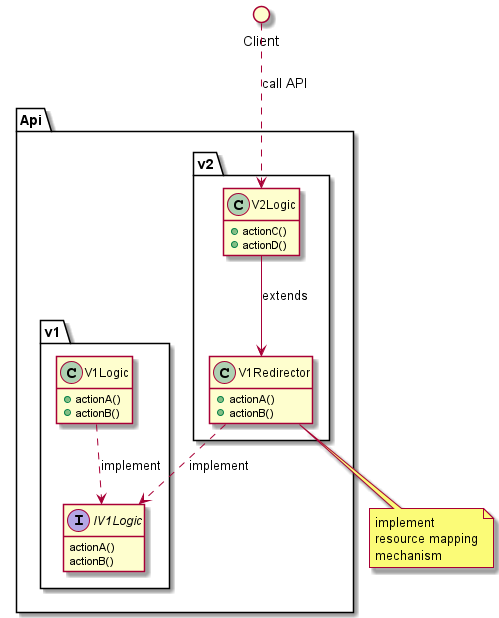 Client
call API
Api
v2
C V2Logic
actionC()
actionD()
extends
v1
C V1Logic
actionA()
actionB()
C V1Redirector
actionA()
actionB()
implement
implement
I IV1Logic
actionA()
actionB()
implement
resource mapping
mechanism